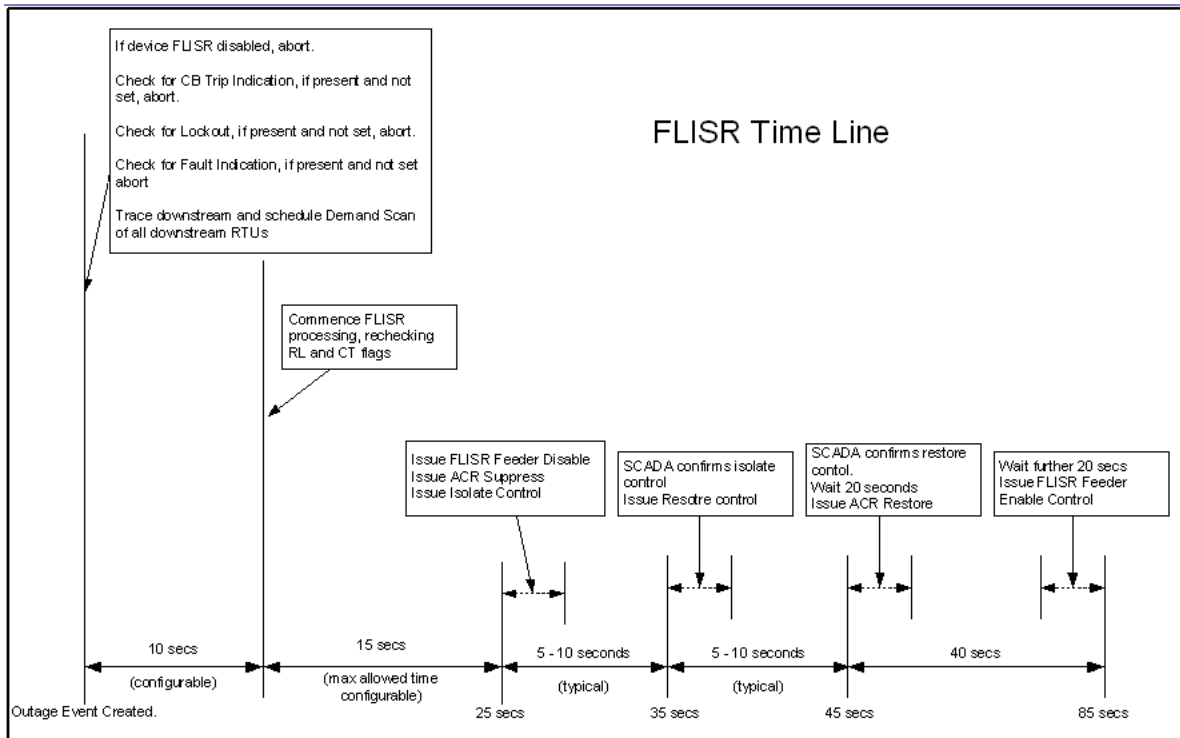 If device FLISR disabled, abort.
Check for CB Trip Indication, if present and not
set, abort.
Check for Lockout, if present and not set, abort.
Check for Fault Indication, if present and not set
abort
Trace downstream and schedule Demand Scan
of all downstream RTUs
FLISR Time Line
Commence FLISR
processing, rechecking
RL and CT flags
Issue FLISR Feeder Disable
Issue ACR Suppress
Issue Isolate Control
SCADA confirms isolate
control
Issue Resotre control
SCADA confirms restore
contol.
Wait 20 seconds
Issue ACR Restore
Wait further 20 secs
Issue FLISR Feeder
Enable Control
10 secs
(configurable)
15 secs
(max allowed time
configurable)
5 - 10 seconds
(typical)
5 - 10 seconds
(typical)
40 secs
Outage Event Created.
25 secs
35 secs
45 secs
85 secs